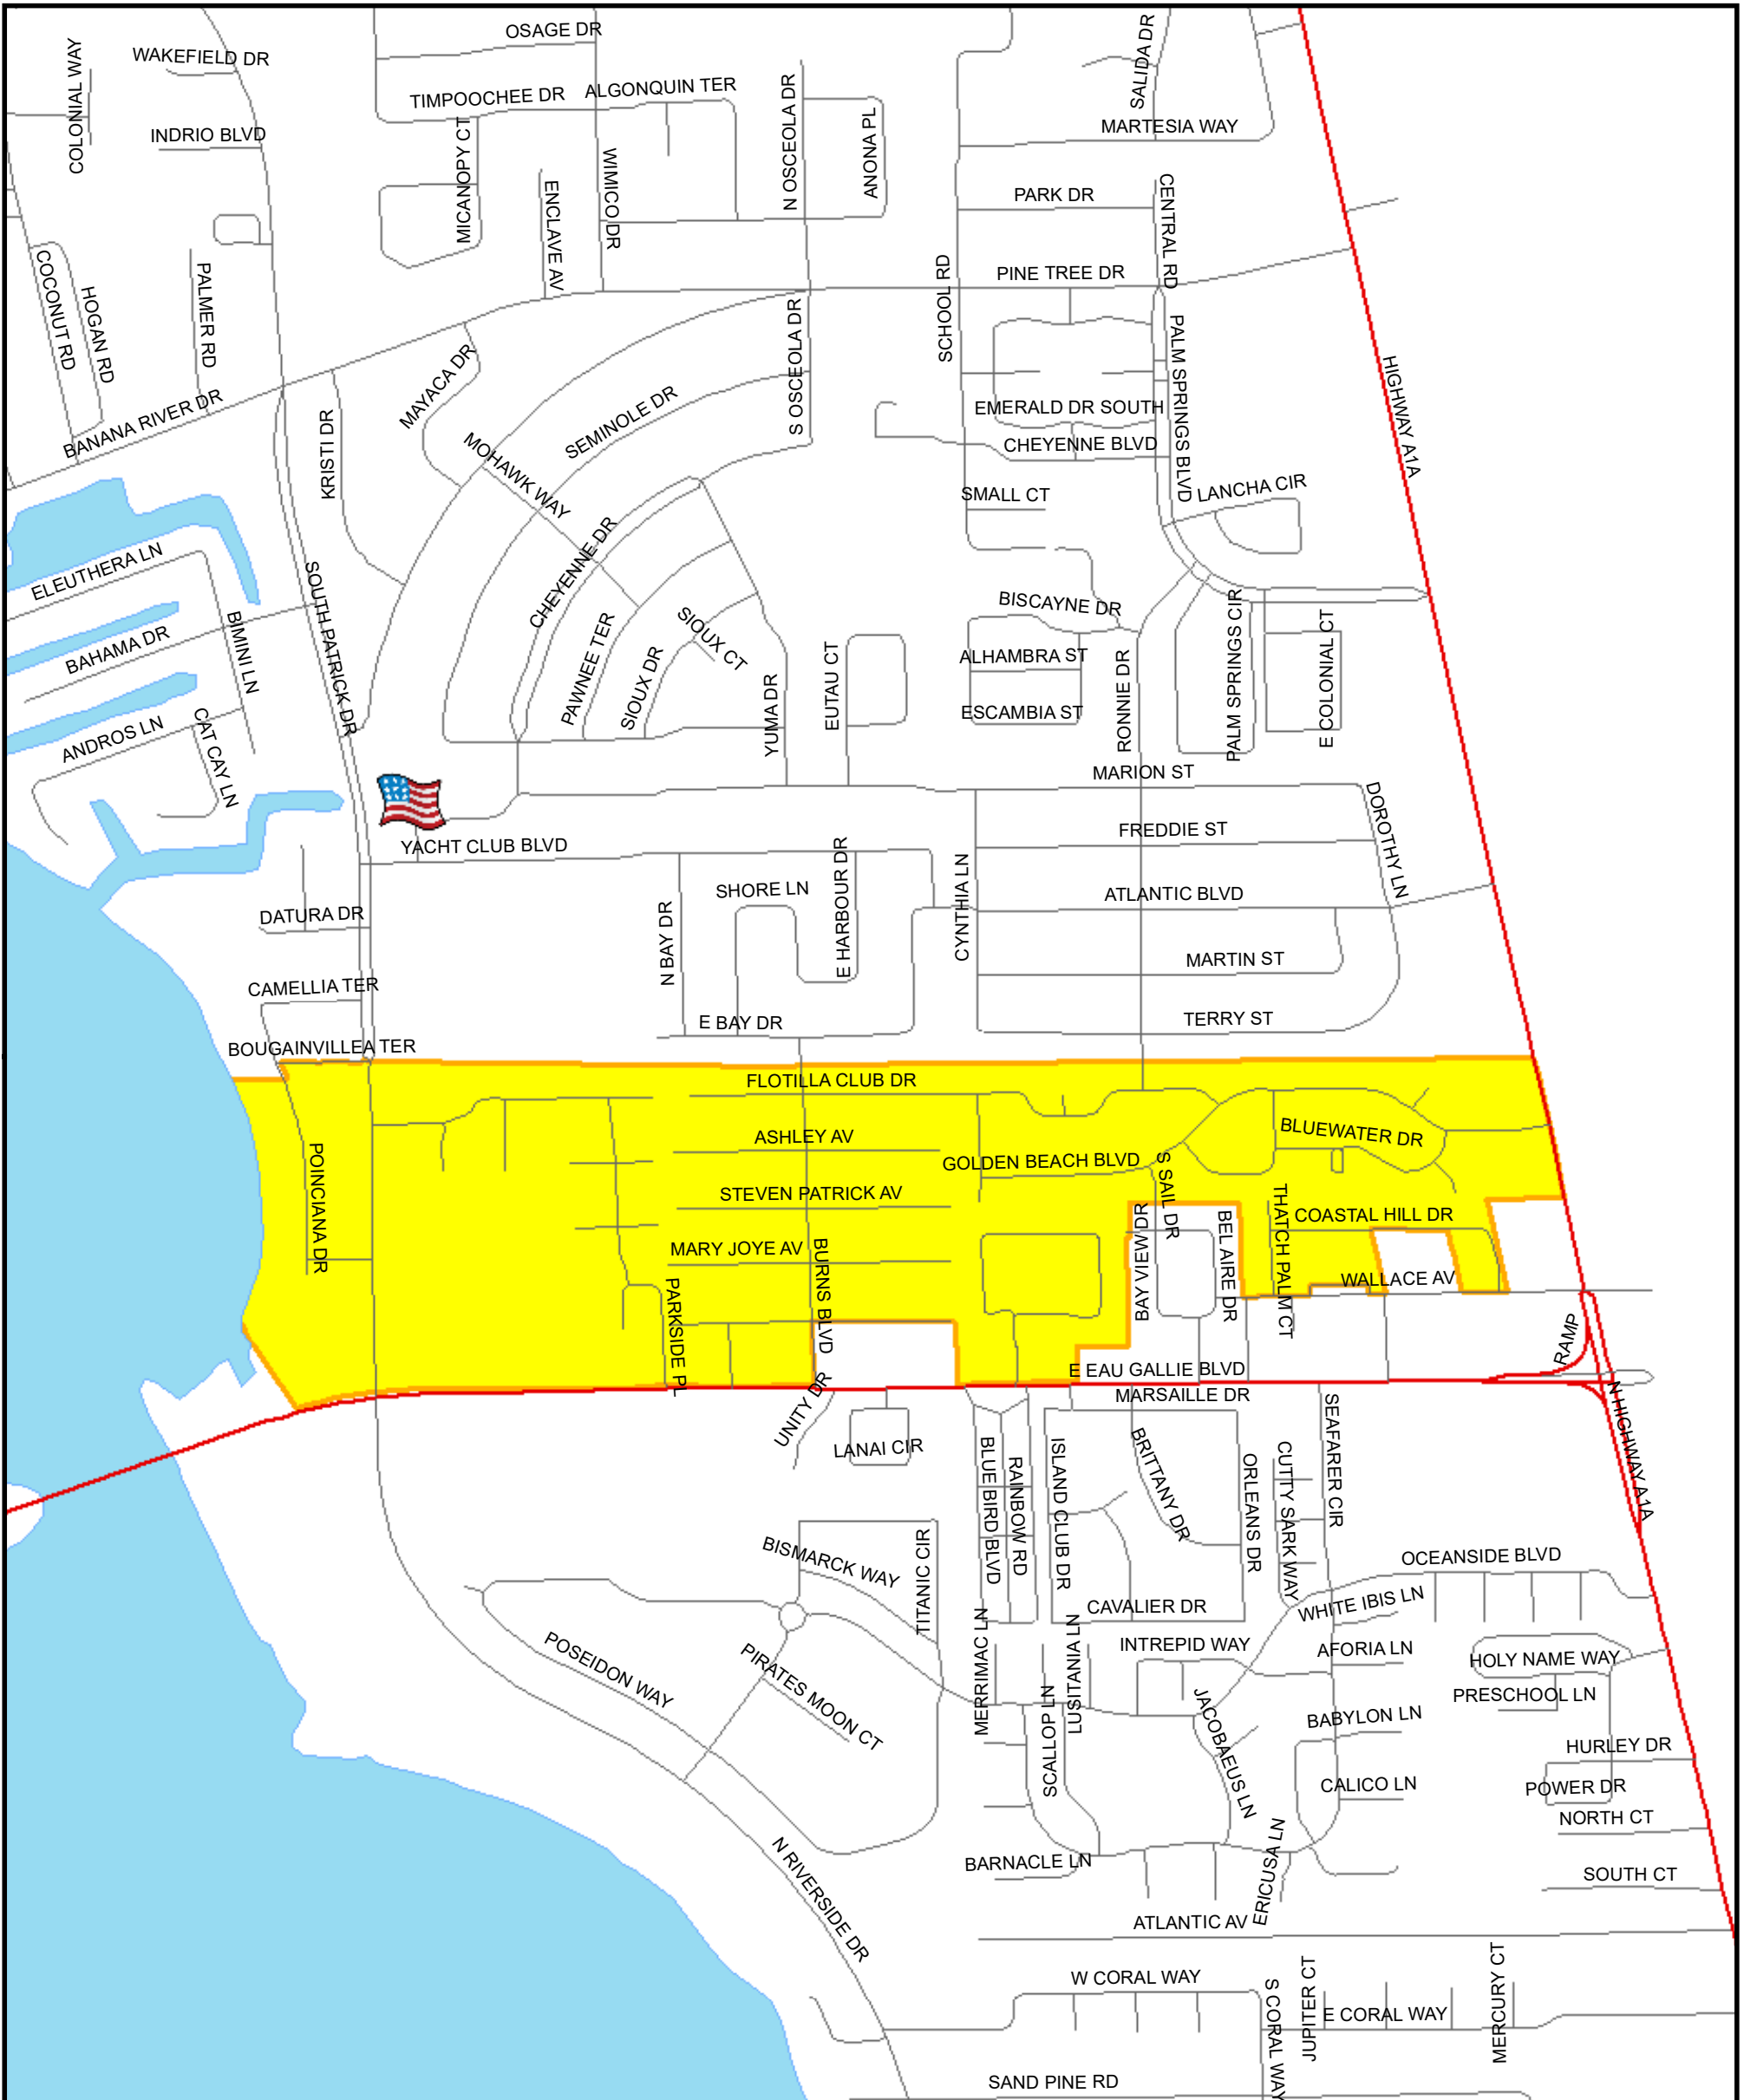 OSAGE DR
WAKEFIELD DR
COLONIAL WAY
SALIDA DR
TIMPOOCHEE DR
ALGONQUIN TER
N OSCEOLA DR
ANONA PL
INDRIO BLVD
MICANOPY CT
MARTESIA WAY
WIMICO DR
ENCLAVE AV
PARK DR
CENTRAL RD
COCONUT RD
HOGAN RD
PALMER RD
PINE TREE DR
SCHOOL RD
S OSCEOLA DR
PALM SPRINGS BLVD
HIGHWAY A1A
MAYACA DR
BANANA RIVER DR
KRISTI DR
SEMINOLE DR
EMERALD DR SOUTH
CHEYENNE BLVD
MOHAWK WAY
SMALL CT
LANCHA CIR
CHEYENNE DR
ELEUTHERA LN
SOUTH PATRICK DR
BISCAYNE DR
PALM SPRINGS CIR
E COLONIAL CT
BAHAMA DR
BIMINI LN
PAWNEE TER
SIOUX DR
SIOUX CT
EUTAU CT
ALHAMBRA ST
RONNIE DR
ESCAMBIA ST
YUMA DR
ANDROS LN
CAT CAY LN
MARION ST
DOROTHY LN
FREDDIE ST
YACHT CLUB BLVD
SHORE LN
E HARBOUR DR
CYNTHIA LN
ATLANTIC BLVD
DATURA DR
N BAY DR
MARTIN ST
CAMELLIA TER
E BAY DR
TERRY ST
BOUGAINVILLEA TER
FLOTILLA CLUB DR
ASHLEY AV
BLUEWATER DR
POINCIANA DR
GOLDEN BEACH BLVD
S SAIL DR
STEVEN PATRICK AV
BAY VIEW DR
BEL AIRE DR
THATCH PALM CT
COASTAL HILL DR
MARY JOYE AV
BURNS BLVD
PARKSIDE PL
WALLACE AV
RAMP
E EAU GALLIE BLVD
UNITY DR
MARSAILLE DR
N HIGHWAY A1A
LANAI CIR
BLUE BIRD BLVD
RAINBOW RD
ISLAND CLUB DR
BRITTANY DR
ORLEANS DR
CUTTY SARK WAY
SEAFARER CIR
BISMARCK WAY
TITANIC CIR
OCEANSIDE BLVD
WHITE IBIS LN
CAVALIER DR
MERRIMAC LN
LUSITANIA LN
INTREPID WAY
AFORIA LN
HOLY NAME WAY
POSEIDON WAY
PIRATES MOON CT
SCALLOP LN
JACOBAEUS LN
PRESCHOOL LN
BABYLON LN
HURLEY DR
CALICO LN
POWER DR
NORTH CT
N RIVERSIDE DR
BARNACLE LN
ERICUSA LN
SOUTH CT
ATLANTIC AV
W CORAL WAY
S CORAL WAY
JUPITER CT
E CORAL WAY
MERCURY CT
SAND PINE RD